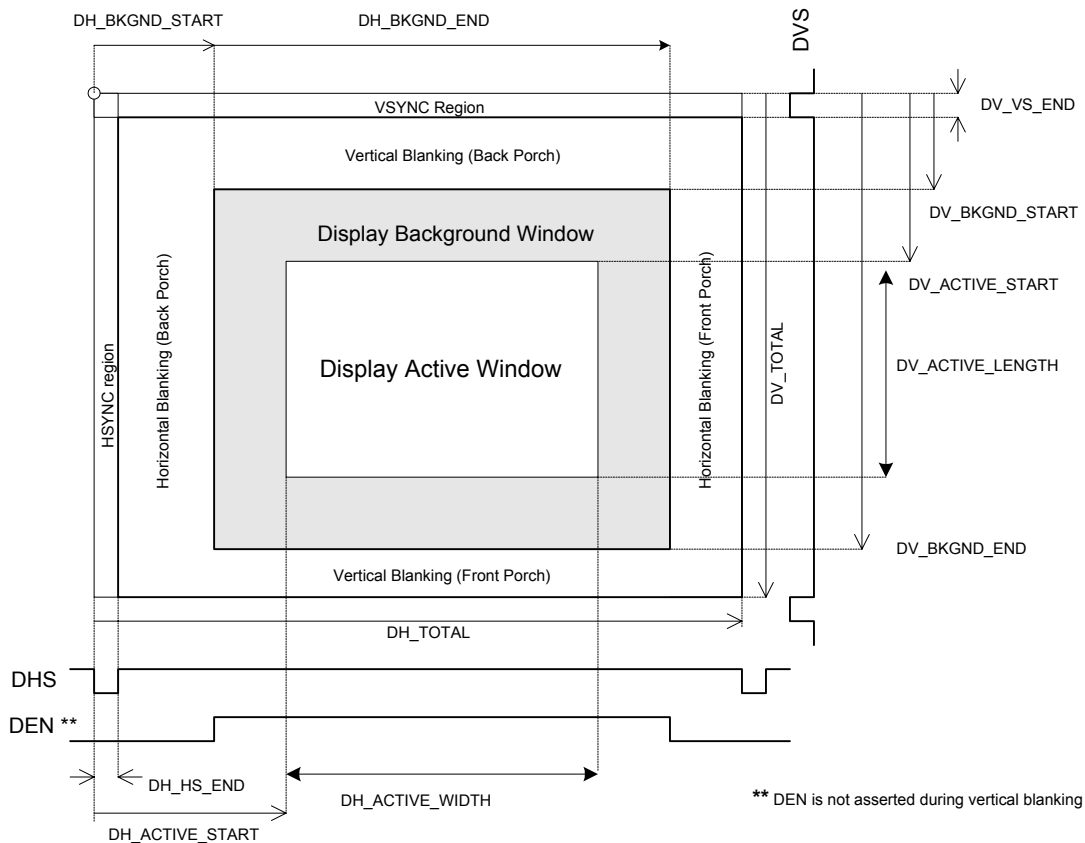 DH_BKGND_START
DH_BKGND_END
DVS
VSYNC Region
DV_VS_END
Vertical Blanking (Back Porch)
DV_BKGND_START
Display Background Window
DV_ACTIVE_START
HSYNC region
Horizontal Blanking (Back Porch)
Display Active Window
Horizontal Blanking (Front Porch)
DV_TOTAL
DV_ACTIVE_LENGTH
DV_BKGND_END
Vertical Blanking (Front Porch)
DH_TOTAL
DHS
DEN **
DH_HS_END
DH_ACTIVE_WIDTH
** DEN is not asserted during vertical blanking
DH_ACTIVE_START